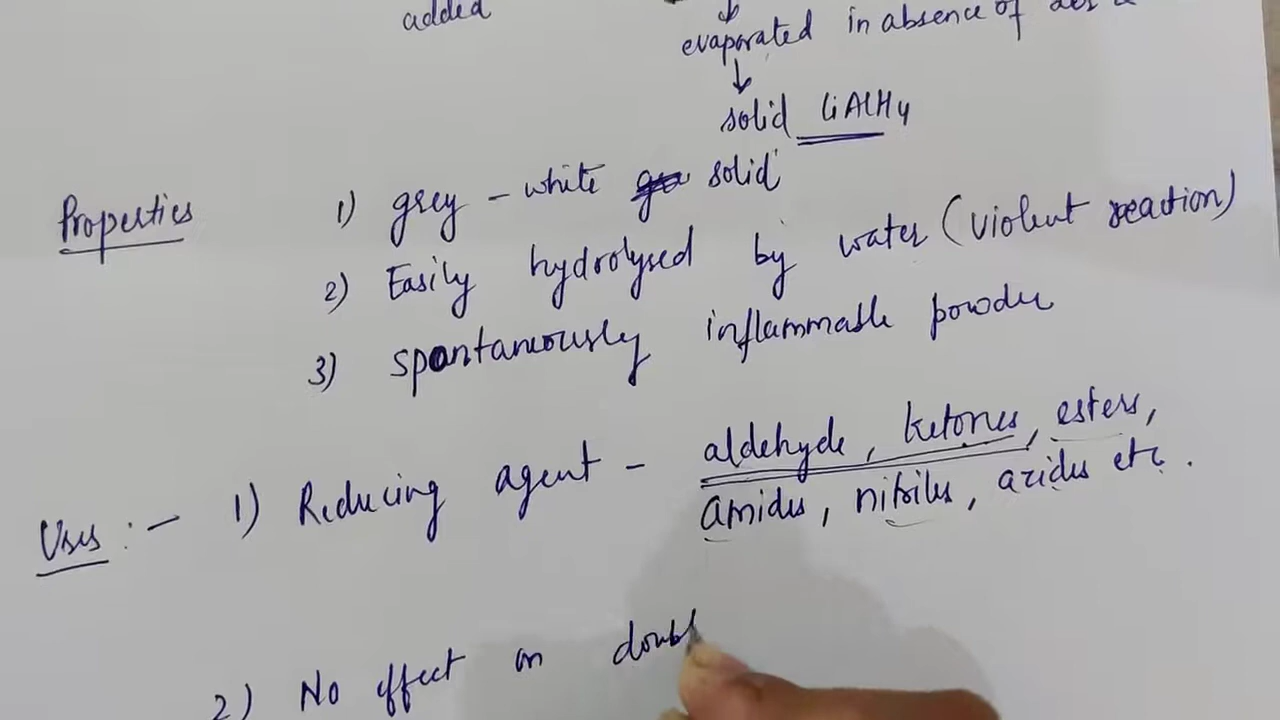 added
evaporated in absence of
solid LiAlH4
Properties 1) grey - white solid
2) Easily hydrolysed by water (violent reaction)
3) spontaneously inflammable powder
Uses :- 1) Reducing agent - aldehyde, ketones, esters,
amides, nitriles, azides etc.
2) No effect on doubl